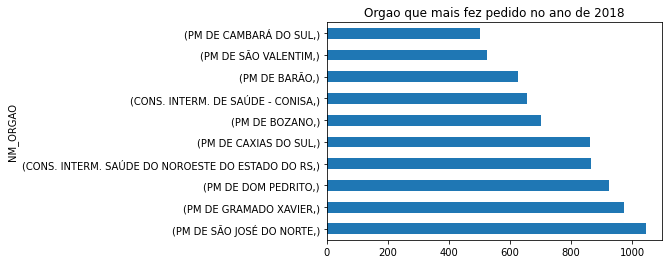 Orgao que mais fez pedido no ano de 2018
NM_ORGAO
(PM DE CAMBARÁ DO SUL,)
(PM DE SÃO VALENTIM,)
(PM DE BARÃO,)
(CONS. INTERM. DE SAÚDE - CONISA,)
(PM DE BOZANO,)
(PM DE CAXIAS DO SUL,)
(CONS. INTERM. SAÚDE DO NOROESTE DO ESTADO DO RS,)
(PM DE DOM PEDRITO,)
(PM DE GRAMADO XAVIER,)
(PM DE SÃO JOSÉ DO NORTE,)
0 200 400 600 800 1000